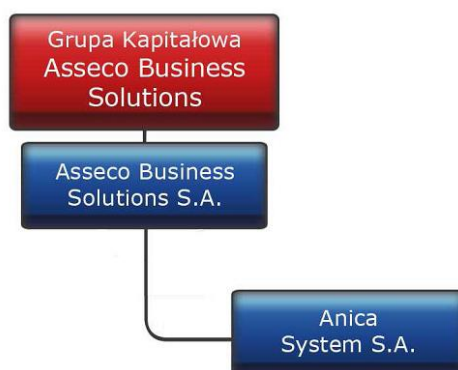 Grupa Kapitałowa
Asseco Business
Solutions
Asseco Business
Solutions S.A.
Anica
System S.A.